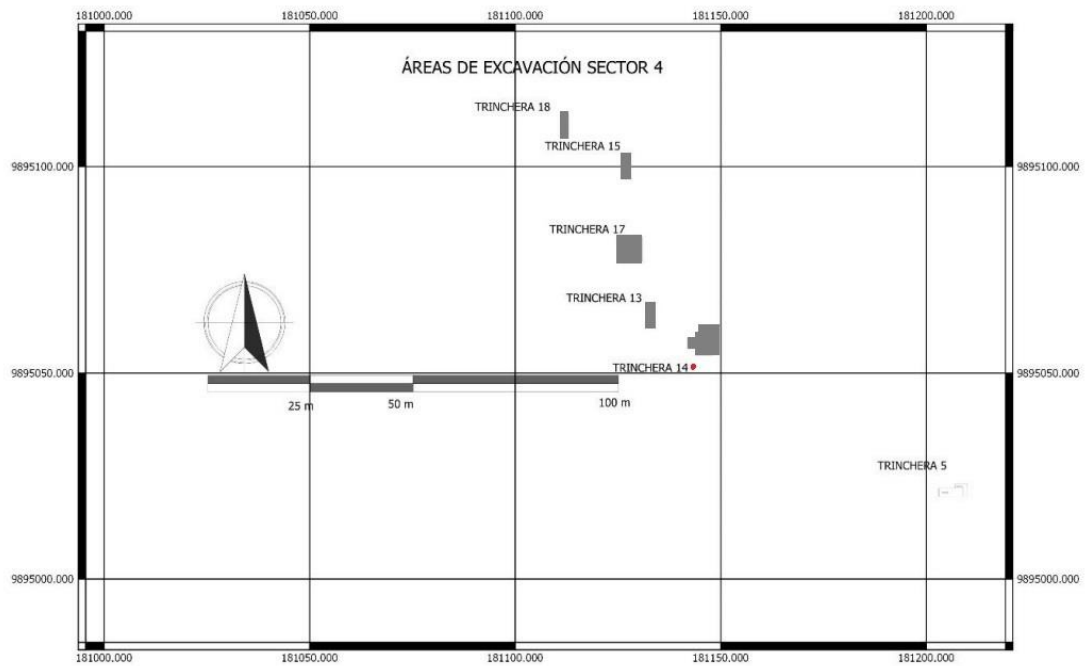 181000.000 181050.000 181100.000 181150.000 181200.000
ÁREAS DE EXCAVACIÓN SECTOR 4
TRINCHERA 18
TRINCHERA 15
9895100.000 9895100.000
TRINCHERA 17
TRINCHERA 13
TRINCHERA 14
9895050.000 9895050.000
25 m 50 m 100 m
TRINCHERA 5
9895000.000 9895000.000
181000.000 181050.000 181100.000 181150.000 181200.000